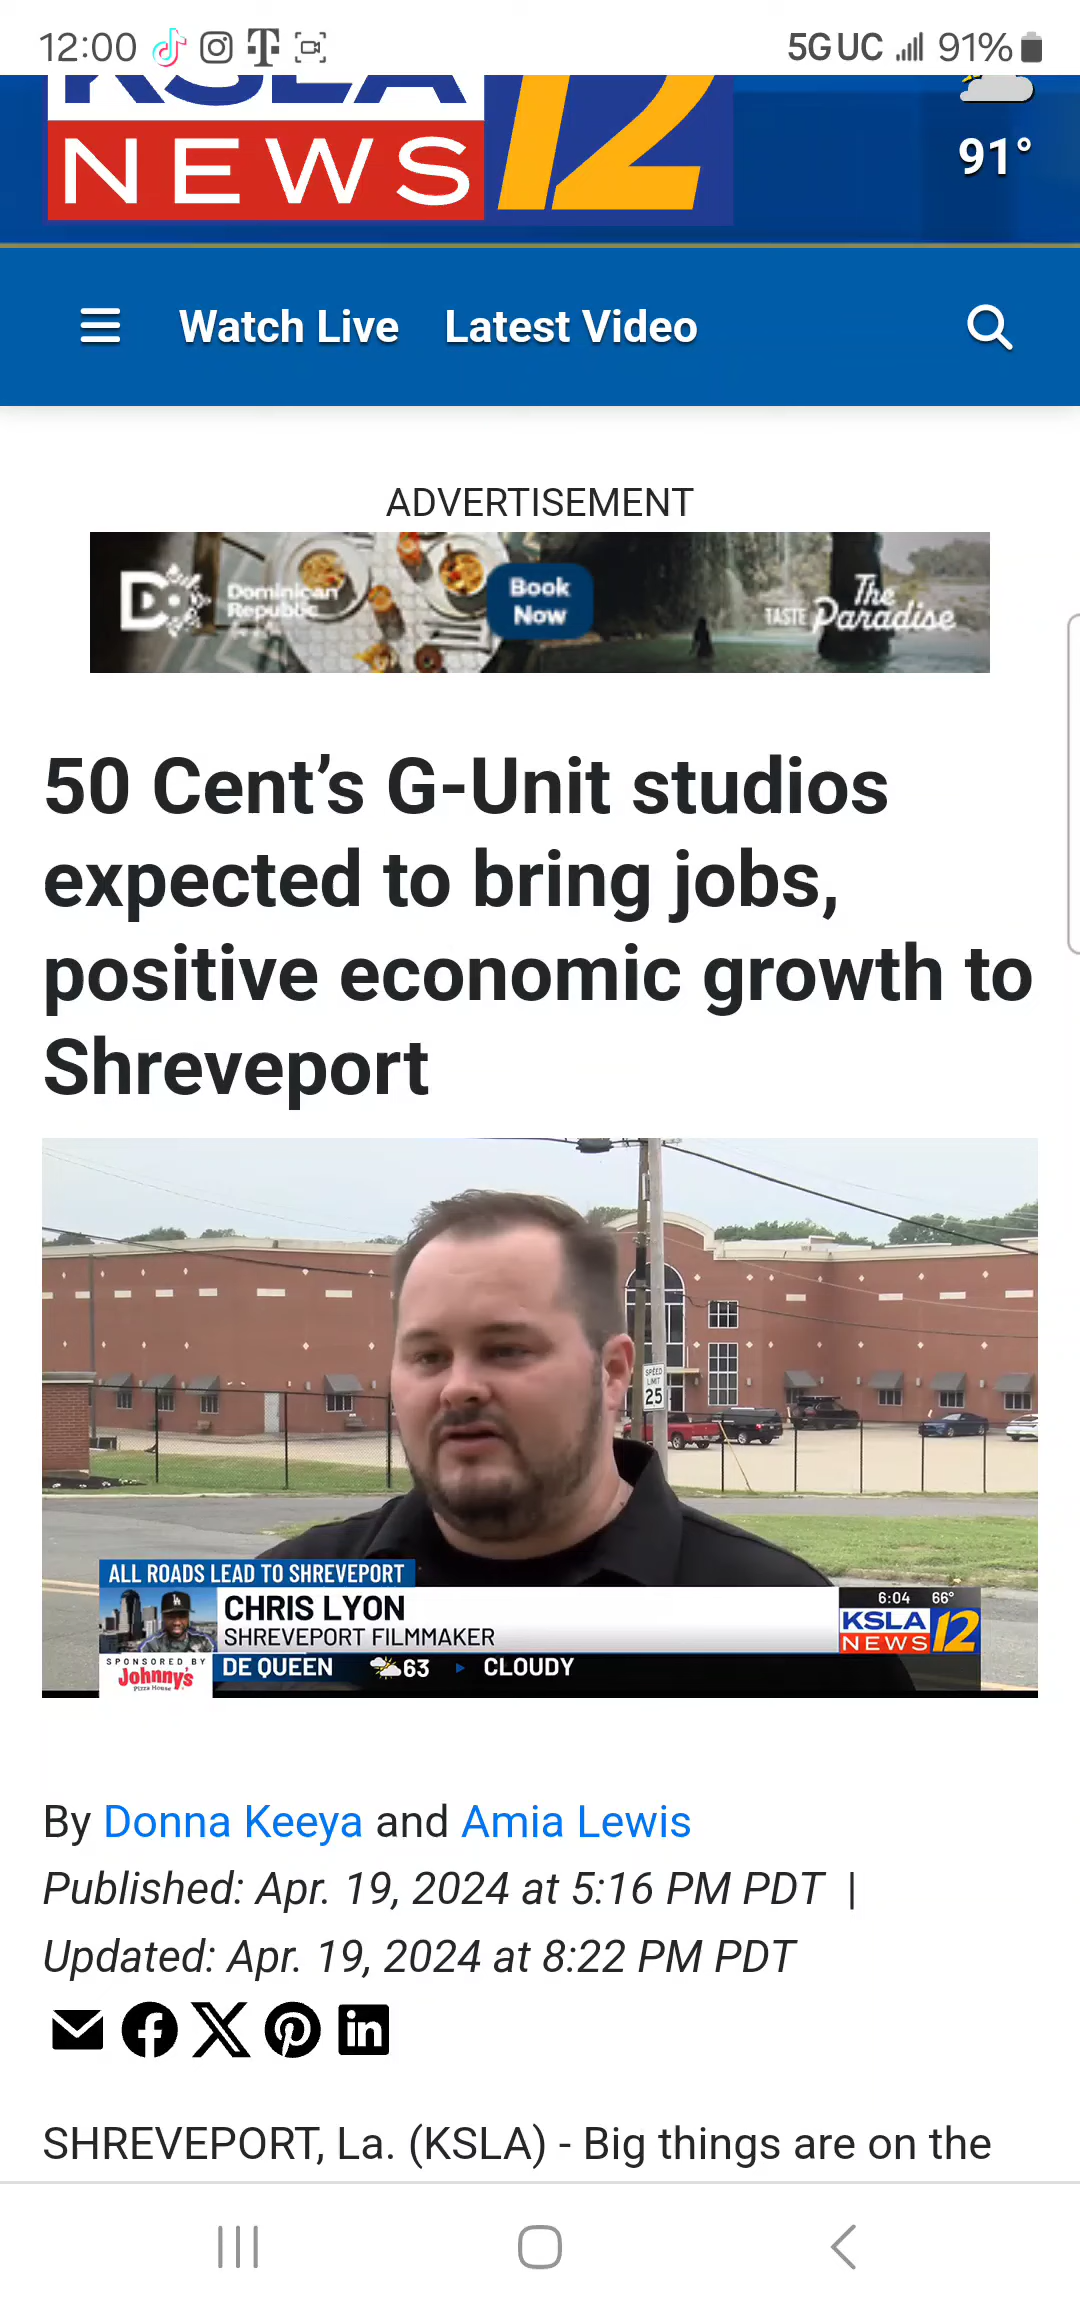 12:00
5G UC 91%
KSLA
NEWS 12
91°
Watch Live Latest Video
ADVERTISEMENT
Dominican
Republic
Book
Now
TASTE The
Paradise
50 Cent’s G-Unit studios
expected to bring jobs,
positive economic growth to
Shreveport
SPEED
LIMIT
25
ALL ROADS LEAD TO SHREVEPORT
CHRIS LYON
SHREVEPORT FILMMAKER
6:04 66°
KSLA
NEWS 12
SPONSORED BY
Johnny's
Pizza House
DE QUEEN 63 CLOUDY
By Donna Keeya and Amia Lewis
Published: Apr. 19, 2024 at 5:16 PM PDT |
Updated: Apr. 19, 2024 at 8:22 PM PDT
SHREVEPORT, La. (KSLA) - Big things are on the